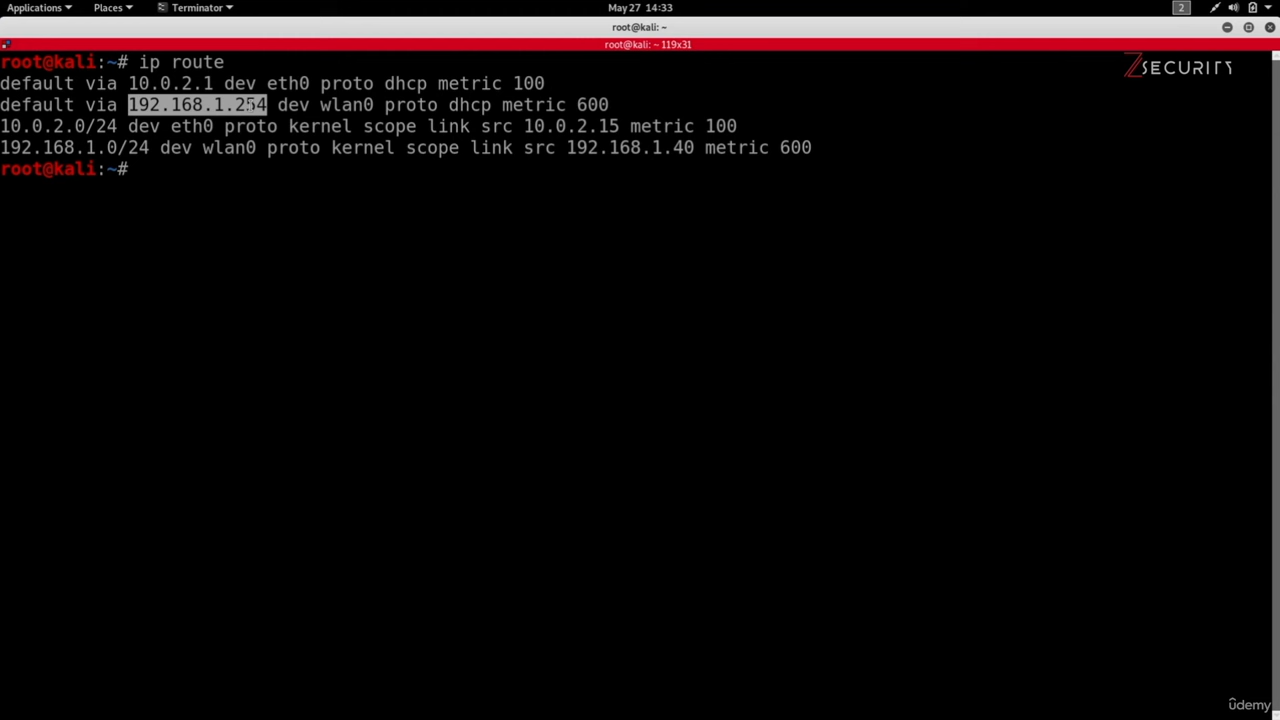 Applications Places Terminator May 27 14:33 2
root@kali: ~
root@kali: ~ 119x31
root@kali:~# ip route
default via 10.0.2.1 dev eth0 proto dhcp metric 100
default via 192.168.1.254 dev wlan0 proto dhcp metric 600
10.0.2.0/24 dev eth0 proto kernel scope link src 10.0.2.15 metric 100
192.168.1.0/24 dev wlan0 proto kernel scope link src 192.168.1.40 metric 600
root@kali:~#
ZSECURITY
ûdemy